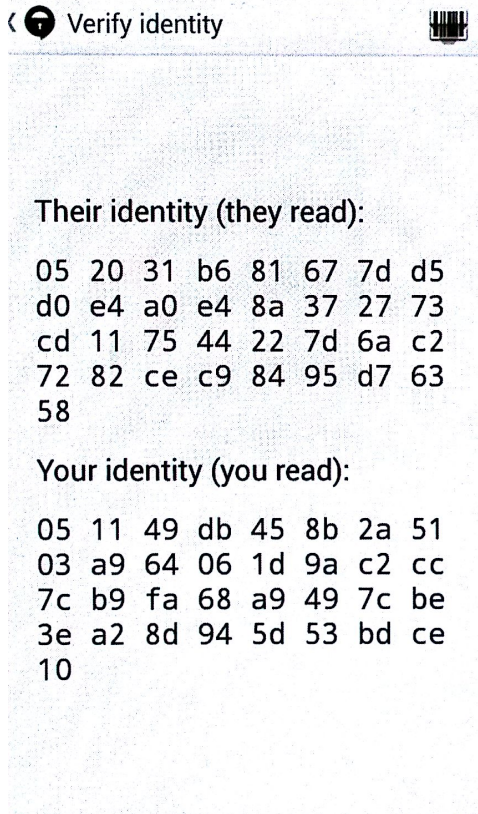 Verify identity
Their identity (they read):
05 20 31 b6 81 67 7d d5
d0 e4 a0 e4 8a 37 27 73
cd 11 75 44 22 7d 6a c2
72 82 ce c9 84 95 d7 63
58
Your identity (you read):
05 11 49 db 45 8b 2a 51
03 a9 64 06 1d 9a c2 cc
7c b9 fa 68 a9 49 7c be
3e a2 8d 94 5d 53 bd ce
10